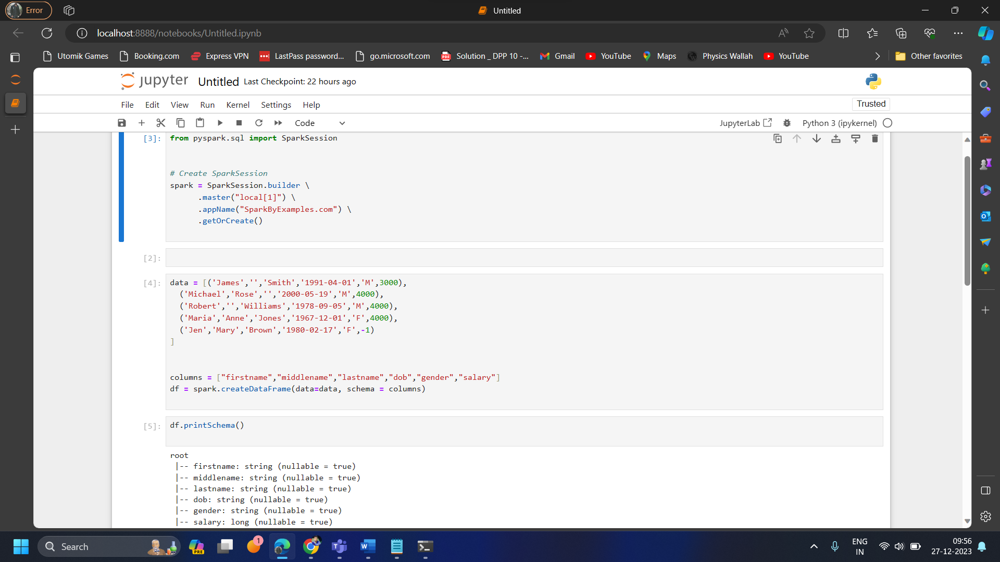 Error
Untitled
localhost:8888/notebooks/Untitled.ipynb
Utomik Games Booking.com Express VPN LastPass password... go.microsoft.com Solution _ DPP 10 -... Gmail YouTube Maps Physics Wallah YouTube Other favorites
jupyter Untitled Last Checkpoint: 22 hours ago
File Edit View Run Kernel Settings Help Trusted
Code JupyterLab Python 3 (ipykernel)
[3]: from pyspark.sql import SparkSession
# Create SparkSession
spark = SparkSession.builder \
.master("local[1]") \
.appName("SparkByExamples.com") \
.getOrCreate()
[2]:
[4]: data = [('James','','Smith','1991-04-01','M',3000),
('Michael','Rose','','2000-05-19','M',4000),
('Robert','','Williams','1978-09-05','M',4000),
('Maria','Anne','Jones','1967-12-01','F',4000),
('Jen','Mary','Brown','1980-02-17','F',-1)
]
columns = ["firstname","middlename","lastname","dob","gender","salary"]
df = spark.createDataFrame(data=data, schema = columns)
[5]: df.printSchema()
root
|-- firstname: string (nullable = true)
|-- middlename: string (nullable = true)
|-- lastname: string (nullable = true)
|-- dob: string (nullable = true)
|-- gender: string (nullable = true)
|-- salary: long (nullable = true)
Search PRE 1 ENG 09:56
IN 27-12-2023